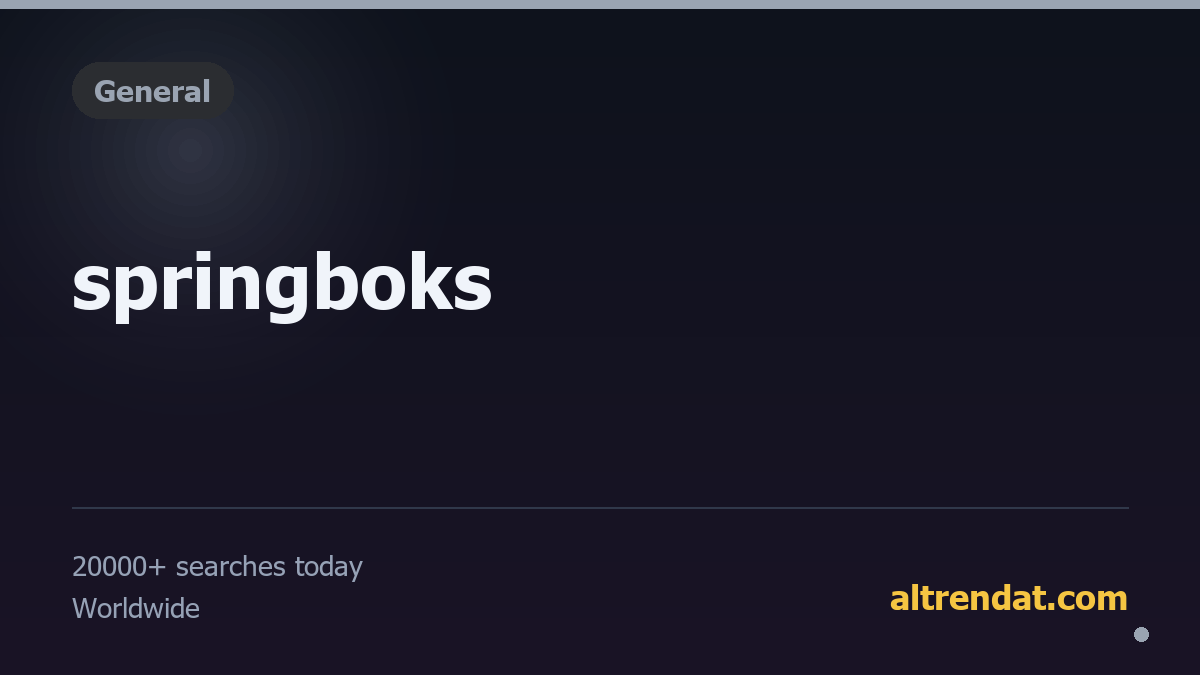 General
springboks
20000+ searches today
Worldwide
altrendat.com